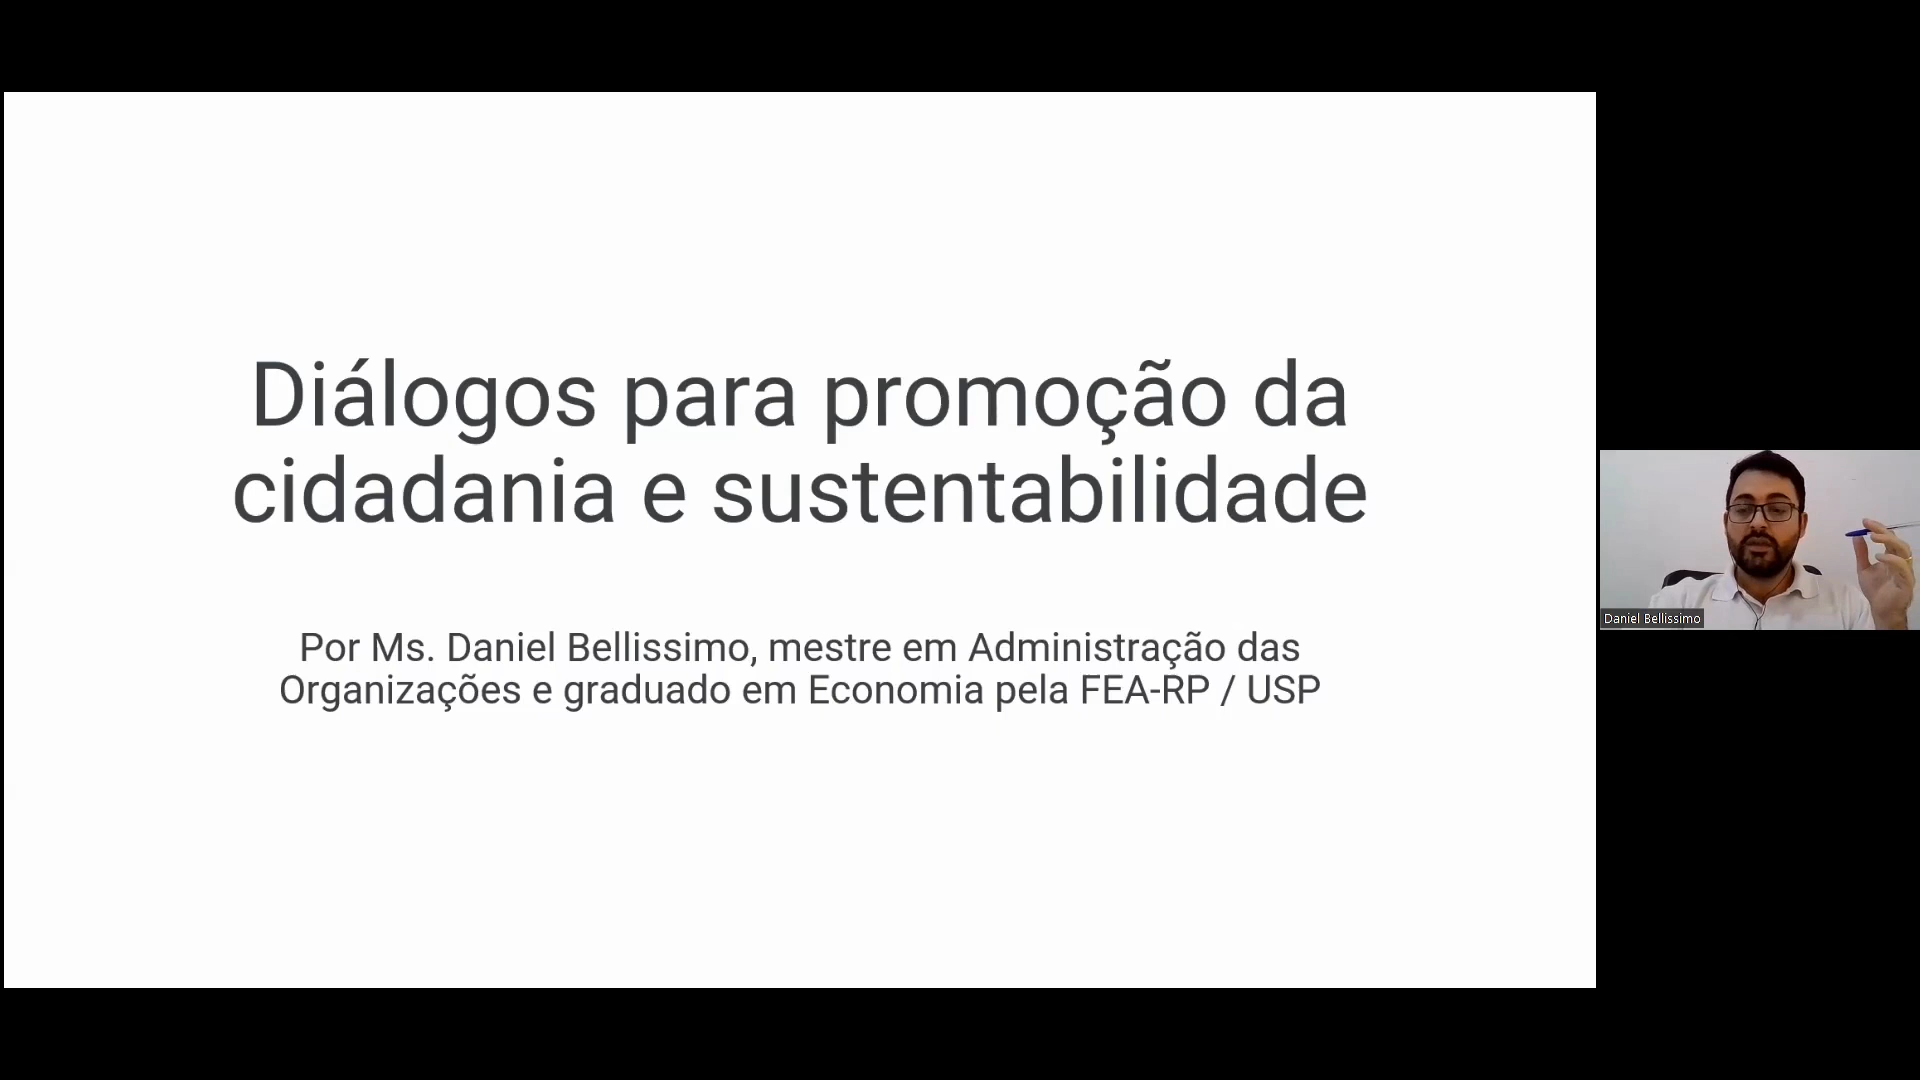 Diálogos para promoção da
cidadania e sustentabilidade
Por Ms. Daniel Bellissimo, mestre em Administração das
Organizações e graduado em Economia pela FEA-RP / USP
Daniel Bellissimo